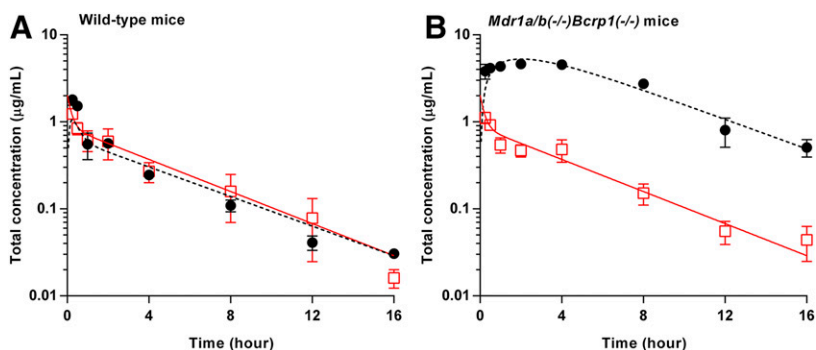 A
Wild-type mice
Total concentration (μg/mL)
10
1
0.1
0.01
0 4 8 12 16
Time (hour)
B
Mdr1a/b(-/-)Bcrp1(-/-) mice
Total concentration (μg/mL)
10
1
0.1
0.01
0 4 8 12 16
Time (hour)